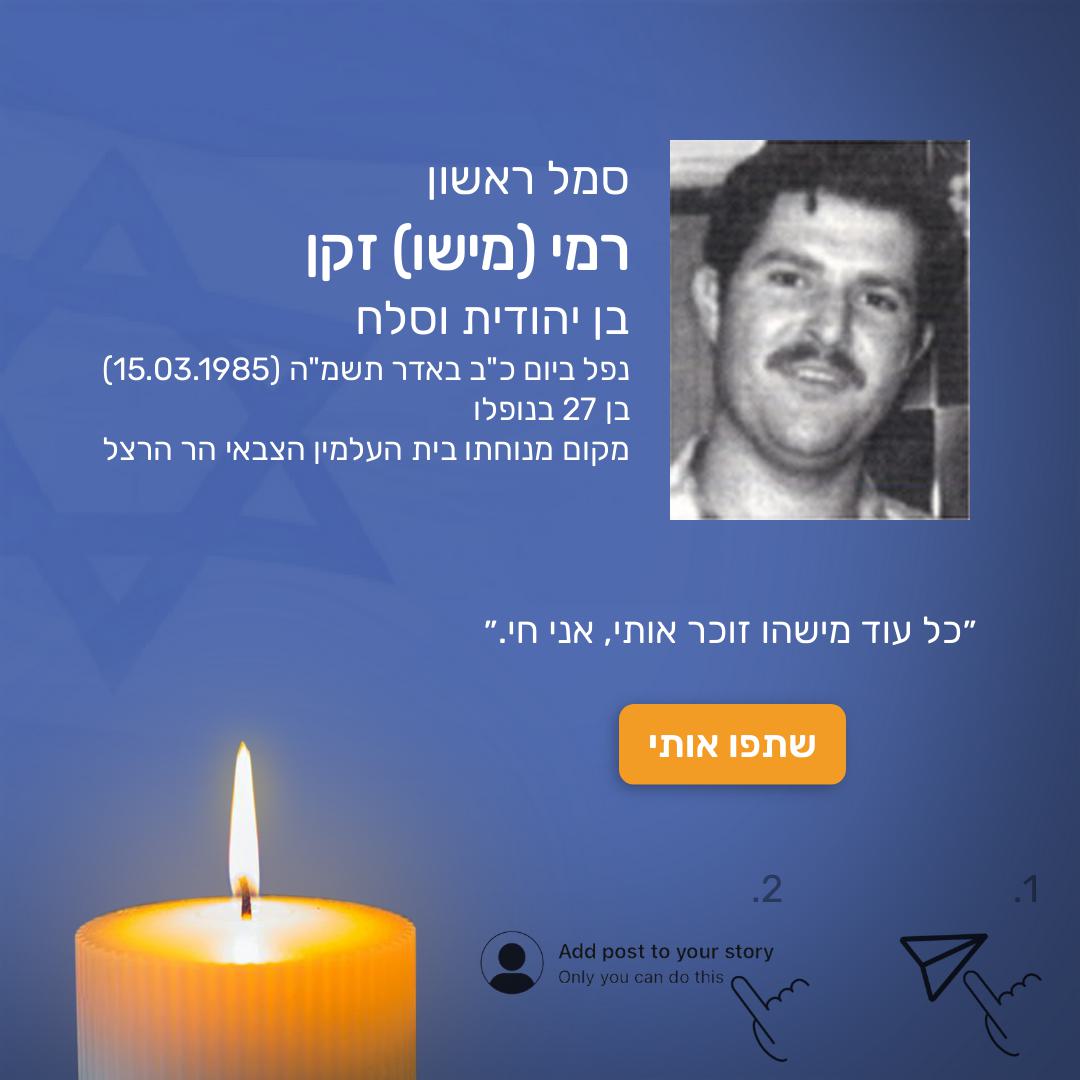 סמל ראשון
רמי (מישו) זקן
בן יהודית וסלח
נפל ביום כ"ב באדר תשמ"ה (15.03.1985)
בן 27 בנופלו
מקום מנוחתו בית העלמין הצבאי הר הרצל
״כל עוד מישהו זוכר אותי, אני חי.״
שתפו אותי
1.
2.
Add post to your story
Only you can do this